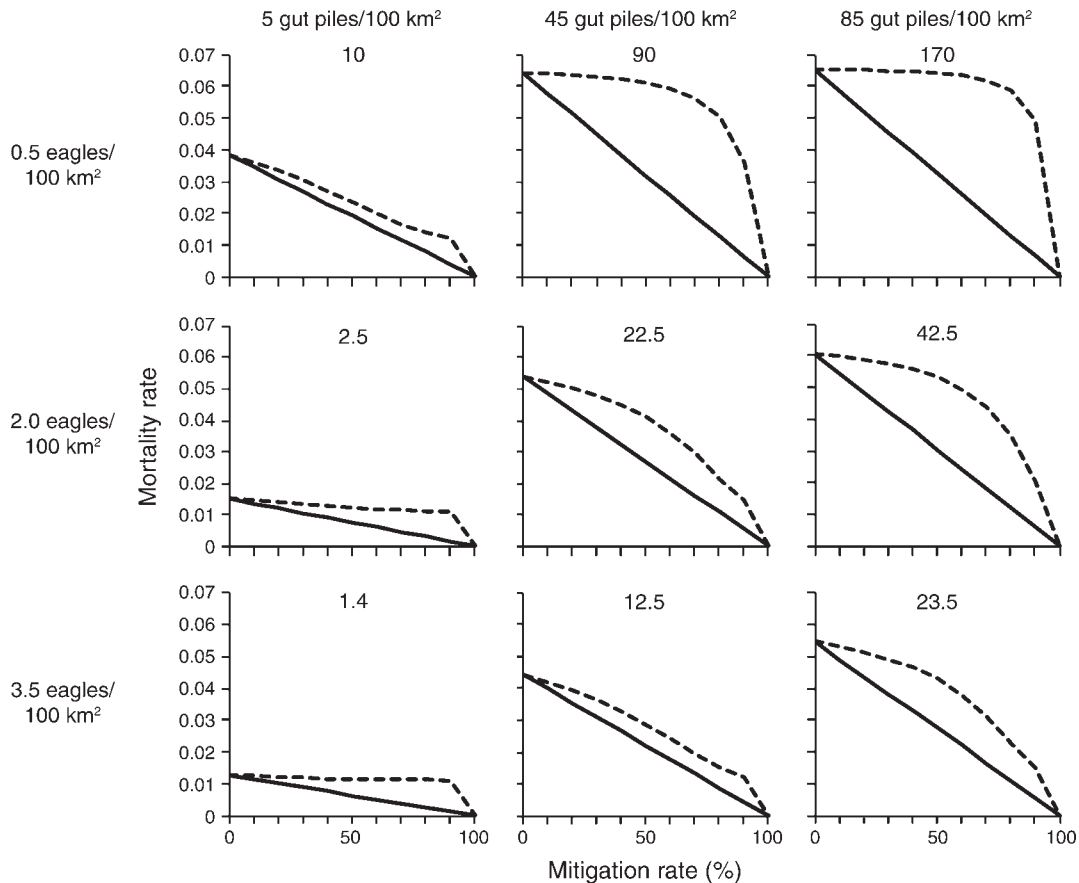 5 gut piles/100 km²
45 gut piles/100 km²
85 gut piles/100 km²
0.5 eagles/
100 km²
10
90
170
0.07
0.06
0.05
0.04
0.03
0.02
0.01
0
2.0 eagles/
100 km²
2.5
22.5
42.5
0.07
0.06
0.05
0.04
0.03
0.02
0.01
0
Mortality rate
3.5 eagles/
100 km²
1.4
12.5
23.5
0.07
0.06
0.05
0.04
0.03
0.02
0.01
0
0 50 100
0 50 100
0 50 100
Mitigation rate (%)